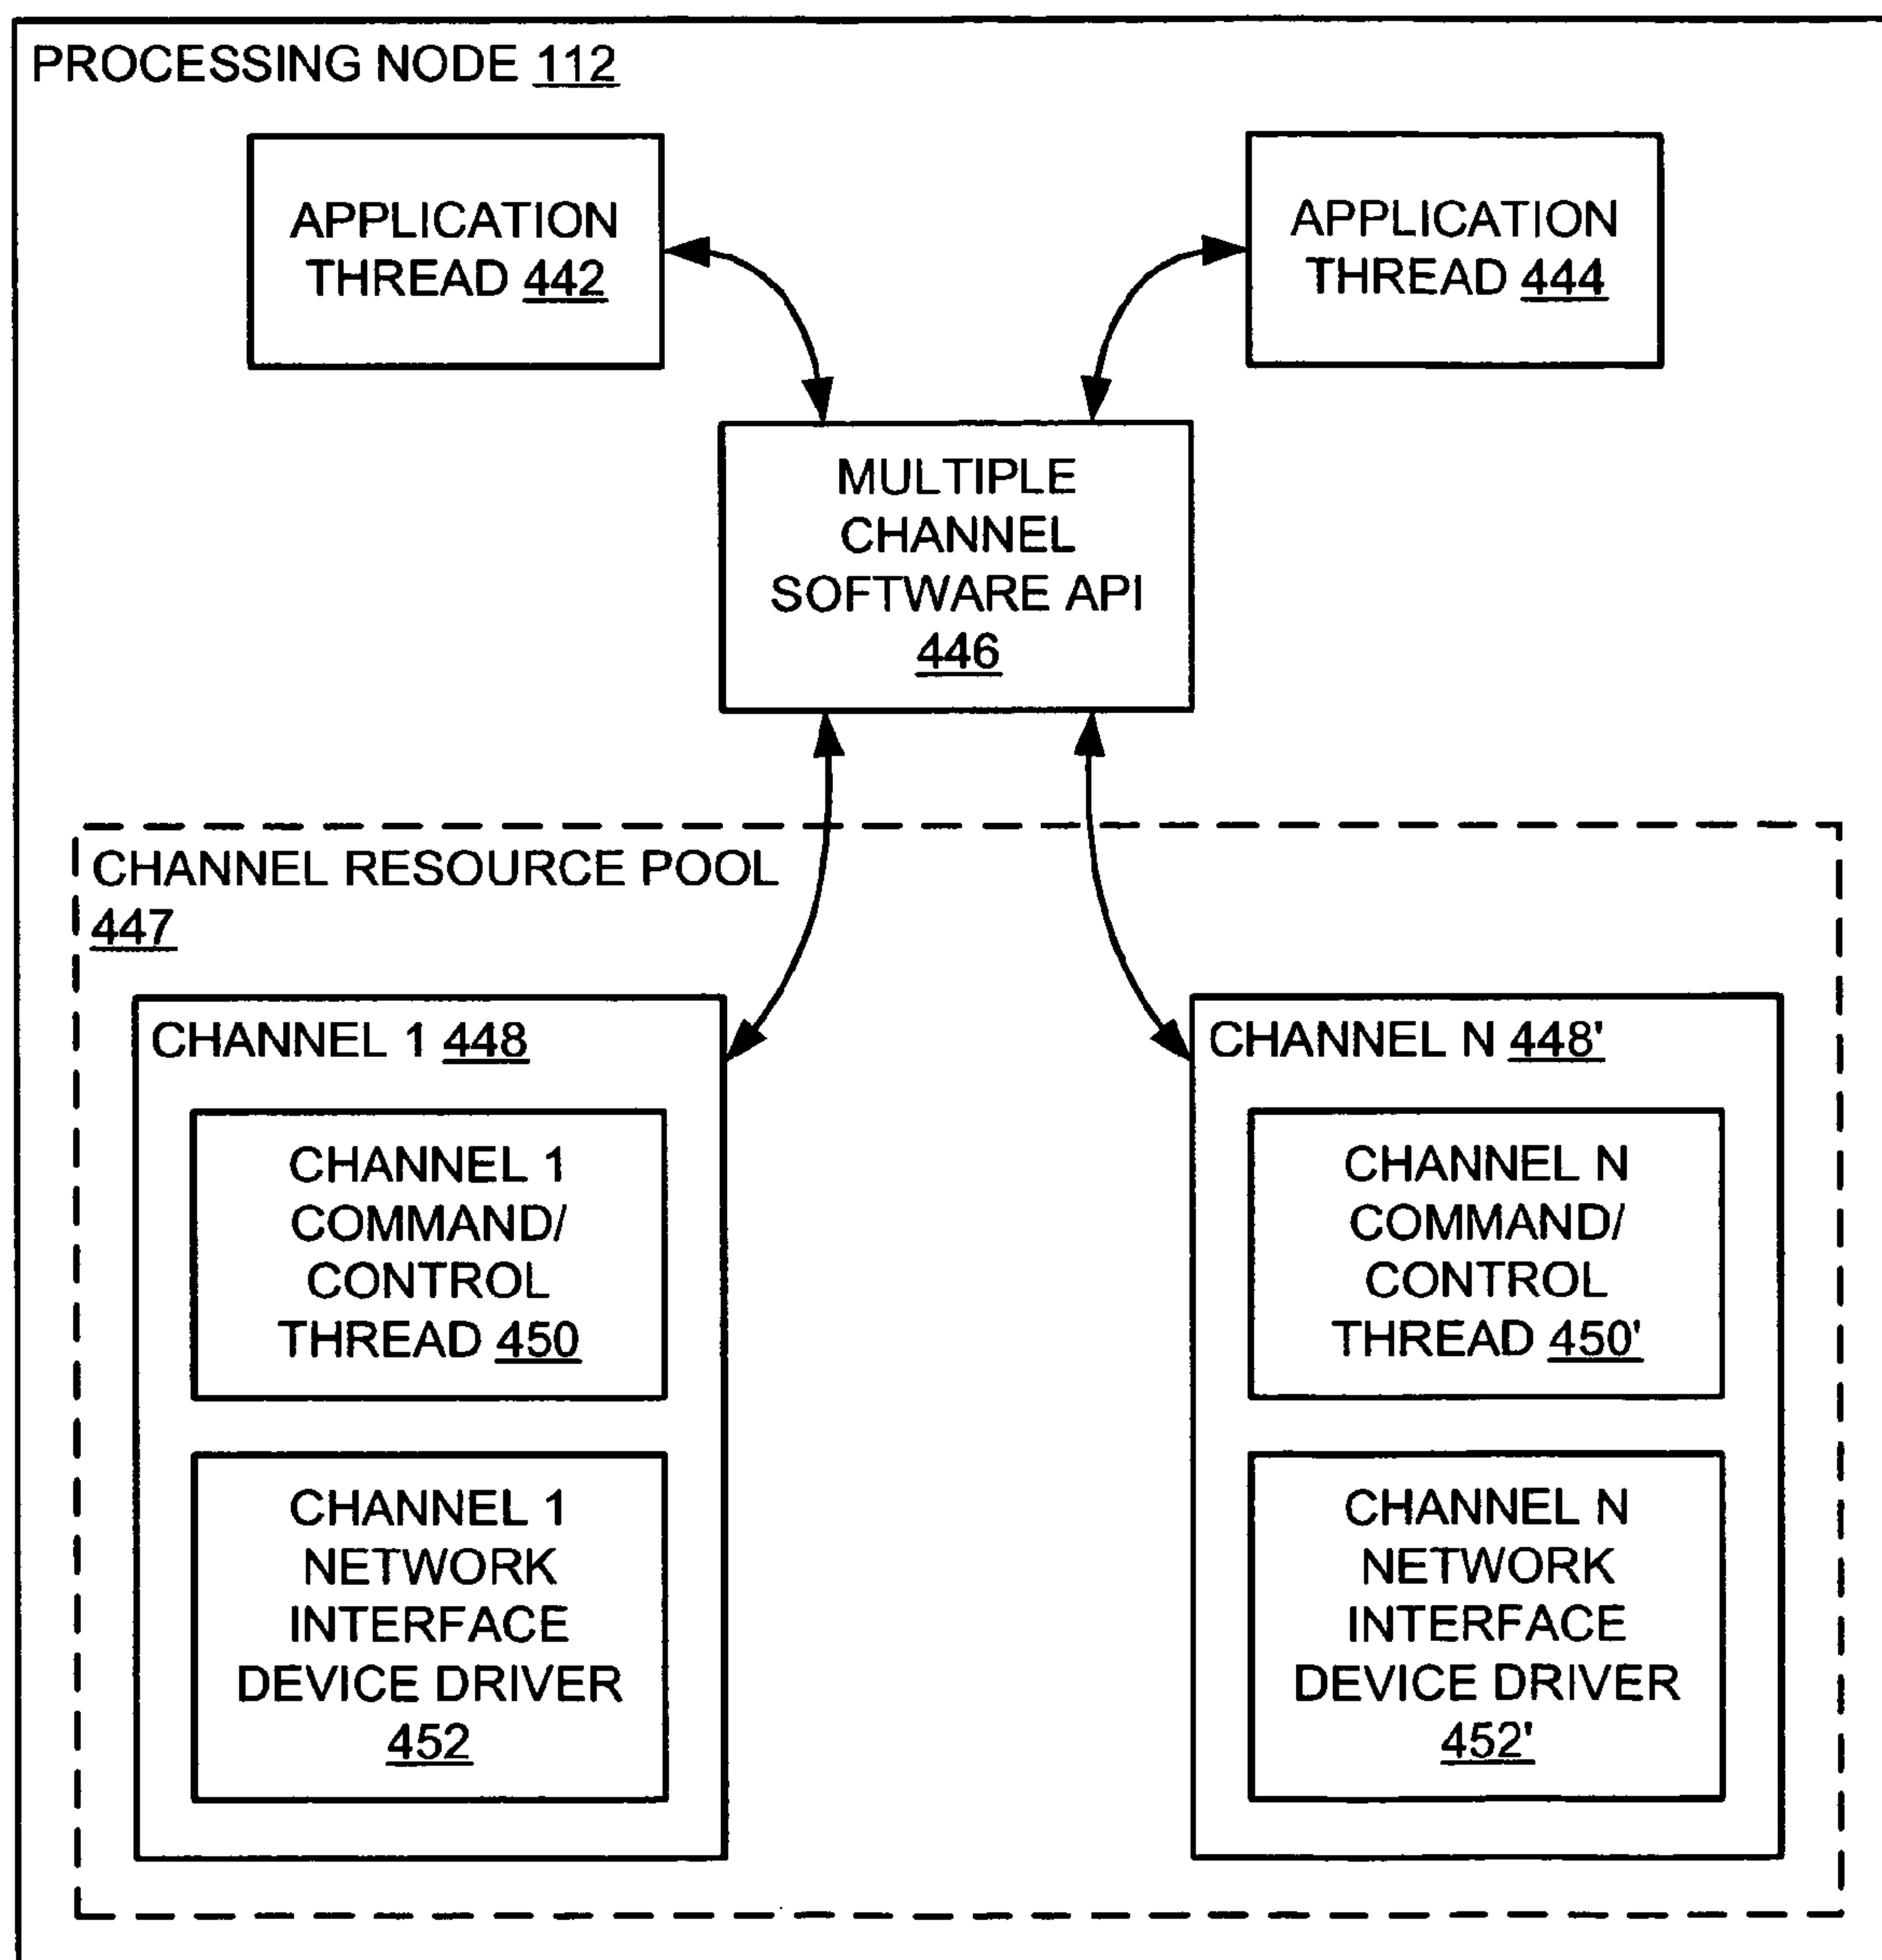 PROCESSING NODE 112
APPLICATION
THREAD 442
APPLICATION
THREAD 444
MULTIPLE
CHANNEL
SOFTWARE API
446
CHANNEL RESOURCE POOL
447
CHANNEL 1 448
CHANNEL 1
COMMAND/
CONTROL
THREAD 450
CHANNEL 1
NETWORK
INTERFACE
DEVICE DRIVER
452
CHANNEL N 448'
CHANNEL N
COMMAND/
CONTROL
THREAD 450'
CHANNEL N
NETWORK
INTERFACE
DEVICE DRIVER
452'